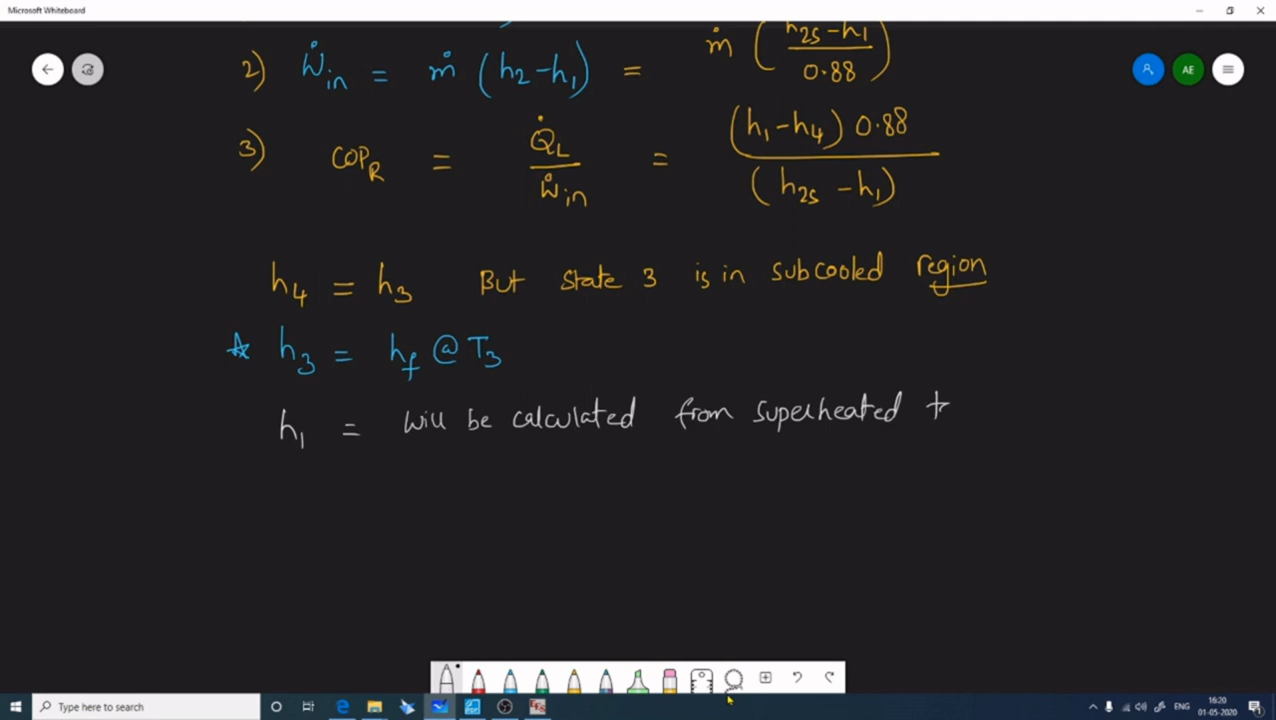 Microsoft Whiteboard
2) Ẇin = ṁ (h2-h1) = ṁ ((h2s-h1)/0.88)
3) COPR = Q̇L/Ẇin = (h1-h4) 0.88/(h2s-h1)
h4 = h3 But state 3 is in subcooled region
☆ h3 = hf @ T3
h1 = will be calculated from superheated t
AE
Type here to search
ENG
16:20
01-05-2020